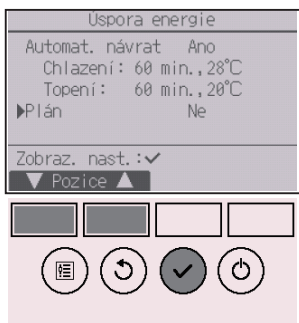 Úspora energie
Automat. návrat Ano
Chlazení: 60 min.,28°C
Topení: 60 min.,20°C
▶Plán Ne
Zobraz. nast.:✓
▼ Pozice ▲